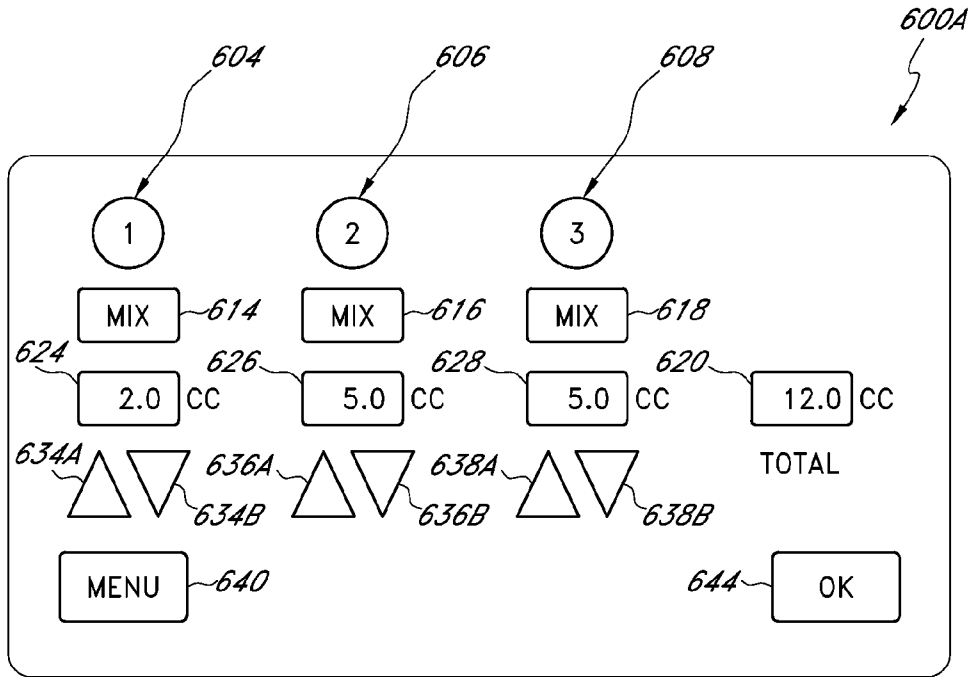 600A
604 606 608
1 2 3
MIX 614 MIX 616 MIX 618
624 626 628 620
2.0 CC 5.0 CC 5.0 CC 12.0 CC
634A 636A 638A TOTAL
634B 636B 638B
MENU 640 644 OK